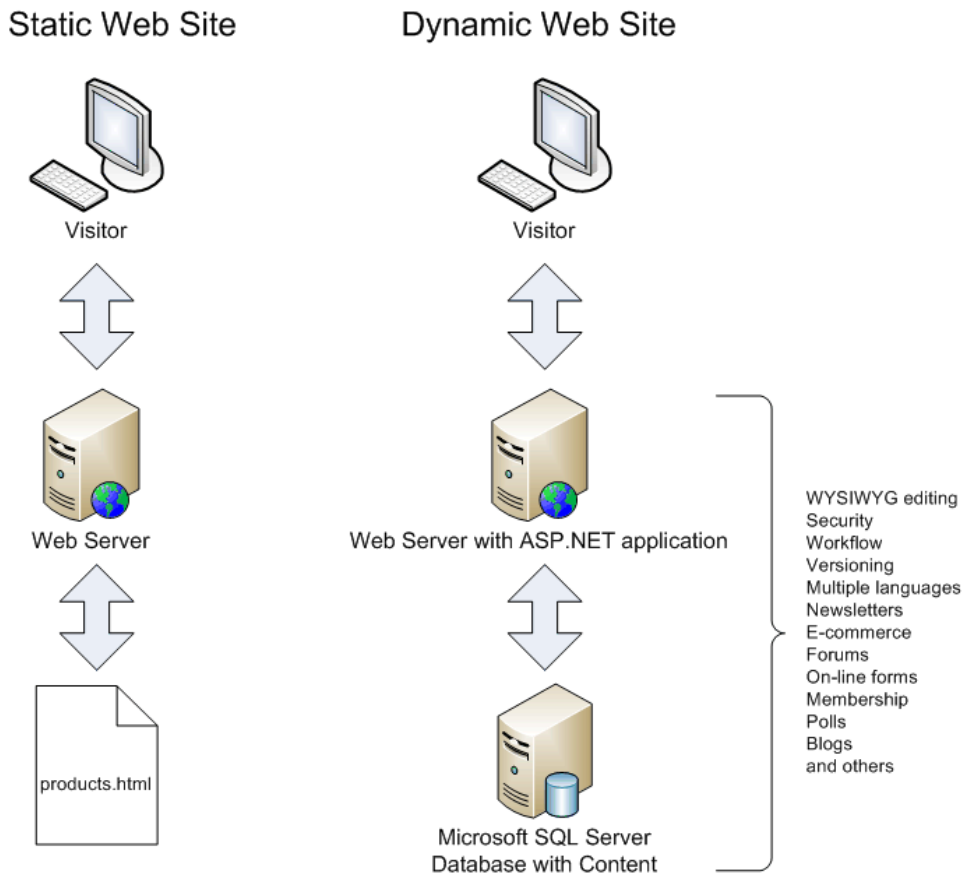 Static Web Site
Dynamic Web Site
Visitor
Visitor
Web Server
Web Server with ASP.NET application
products.html
Microsoft SQL Server
Database with Content
WYSIWYG editing
Security
Workflow
Versioning
Multiple languages
Newsletters
E-commerce
Forums
On-line forms
Membership
Polls
Blogs
and others